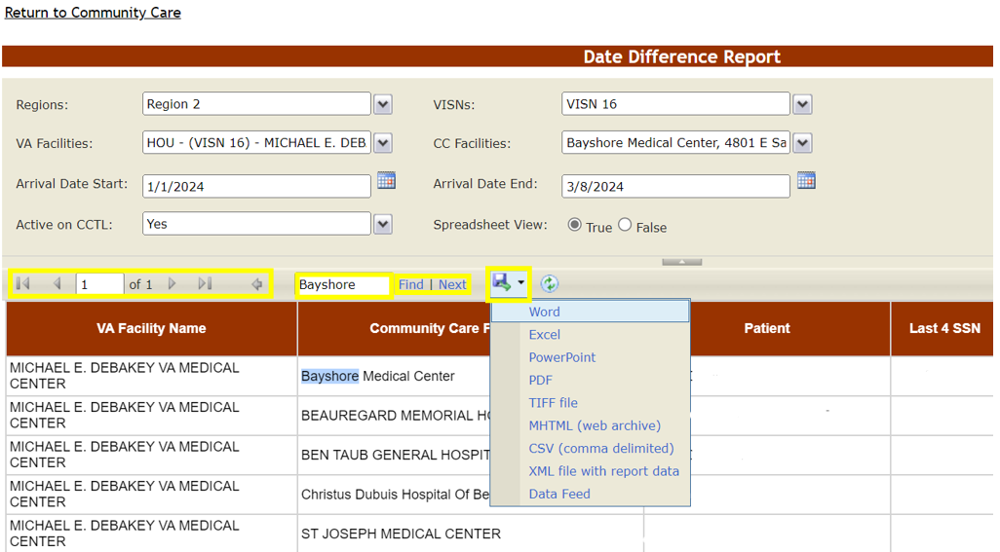 Return to Community Care
Date Difference Report
Regions: Region 2 VISNs: VISN 16
VA Facilities: HOU - (VISN 16) - MICHAEL E. DEB CC Facilities: Bayshore Medical Center, 4801 E Sa
Arrival Date Start: 1/1/2024 Arrival Date End: 3/8/2024
Active on CCTL: Yes Spreadsheet View: True False
1 of 1 Bayshore Find | Next
Word
Excel
PowerPoint
PDF
TIFF file
MHTML (web archive)
CSV (comma delimited)
XML file with report data
Data Feed
VA Facility Name Community Care F Patient Last 4 SSN
MICHAEL E. DEBAKEY VA MEDICAL
CENTER
Bayshore Medical Center
MICHAEL E. DEBAKEY VA MEDICAL
CENTER
BEAUREGARD MEMORIAL HO
MICHAEL E. DEBAKEY VA MEDICAL
CENTER
BEN TAUB GENERAL HOSPIT
MICHAEL E. DEBAKEY VA MEDICAL
CENTER
Christus Dubuis Hospital Of Be
MICHAEL E. DEBAKEY VA MEDICAL
CENTER
ST JOSEPH MEDICAL CENTER